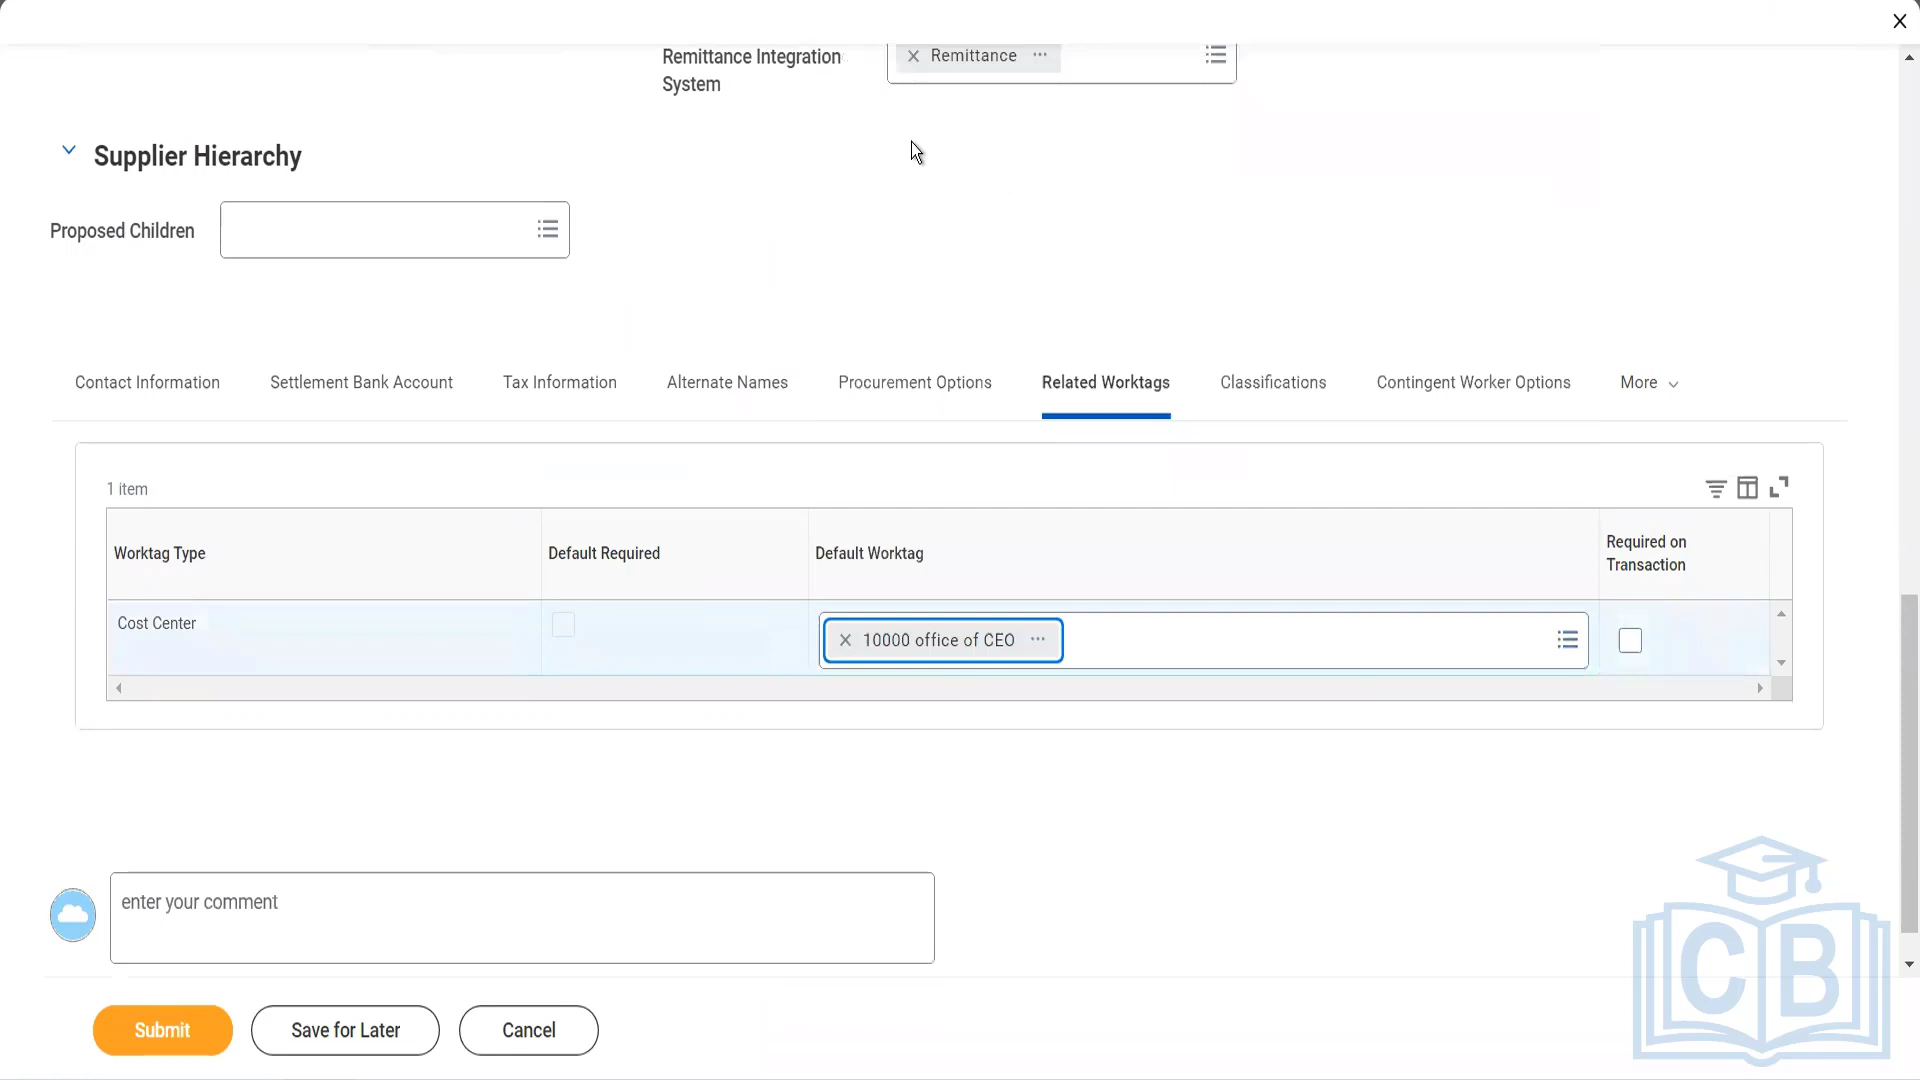 Remittance Integration
System
Remittance
Supplier Hierarchy
Proposed Children
Contact Information
Settlement Bank Account
Tax Information
Alternate Names
Procurement Options
Related Worktags
Classifications
Contingent Worker Options
More
1 item
Worktag Type
Default Required
Default Worktag
Required on
Transaction
Cost Center
10000 office of CEO
enter your comment
Submit
Save for Later
Cancel
CB